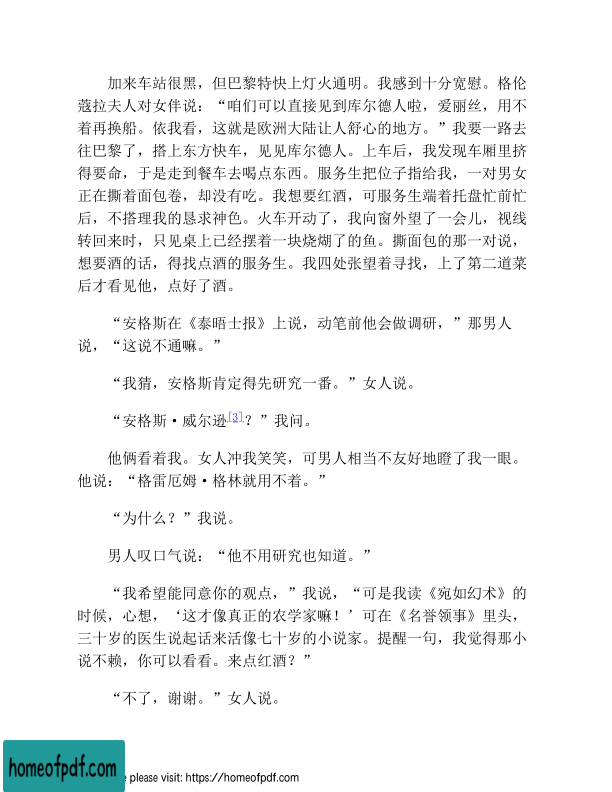 加来车站很黑，但巴黎特快上灯火通明。我感到十分宽慰。格伦
蔻拉夫人对女伴说：“咱们可以直接见到库尔德人啦，爱丽丝，用不
着再换船。依我看，这就是欧洲大陆让人舒心的地方。”我要一路去
往巴黎了，搭上东方快车，见见库尔德人。上车后，我发现车厢里挤
得要命，于是走到餐车去喝点东西。服务生把位子指给我，一对男女
正在撕着面包卷，却没有吃。我想要红酒，可服务生端着托盘忙前忙
后，不搭理我的恳求神色。火车开动了，我向窗外望了一会儿，视线
转回来时，只见桌上已经摆着一块烧煳了的鱼。撕面包的那一对说，
想要酒的话，得找点酒的服务生。我四处张望着寻找，上了第二道菜
后才看见他，点好了酒。
“安格斯在《泰晤士报》上说，动笔前他会做调研，”那男人
说，“这说不通嘛。”
“我猜，安格斯肯定得先研究一番。”女人说。
“安格斯·威尔逊[3]？”我问。
他俩看着我。女人冲我笑笑，可男人相当不友好地瞪了我一眼。
他说：“格雷厄姆·格林就用不着。”
“为什么？”我说。
男人叹口气说：“他不用研究也知道。”
“我希望能同意你的观点，”我说，“可是我读《宛如幻术》的
时候，心想，‘这才像真正的农学家嘛！’可在《名誉领事》里头，
三十岁的医生说起话来活像七十岁的小说家。提醒一句，我觉得那小
说不赖，你可以看看。来点红酒？”
“不了，谢谢。”女人说。
homeofpdf.com
e please visit: https://homeofpdf.com